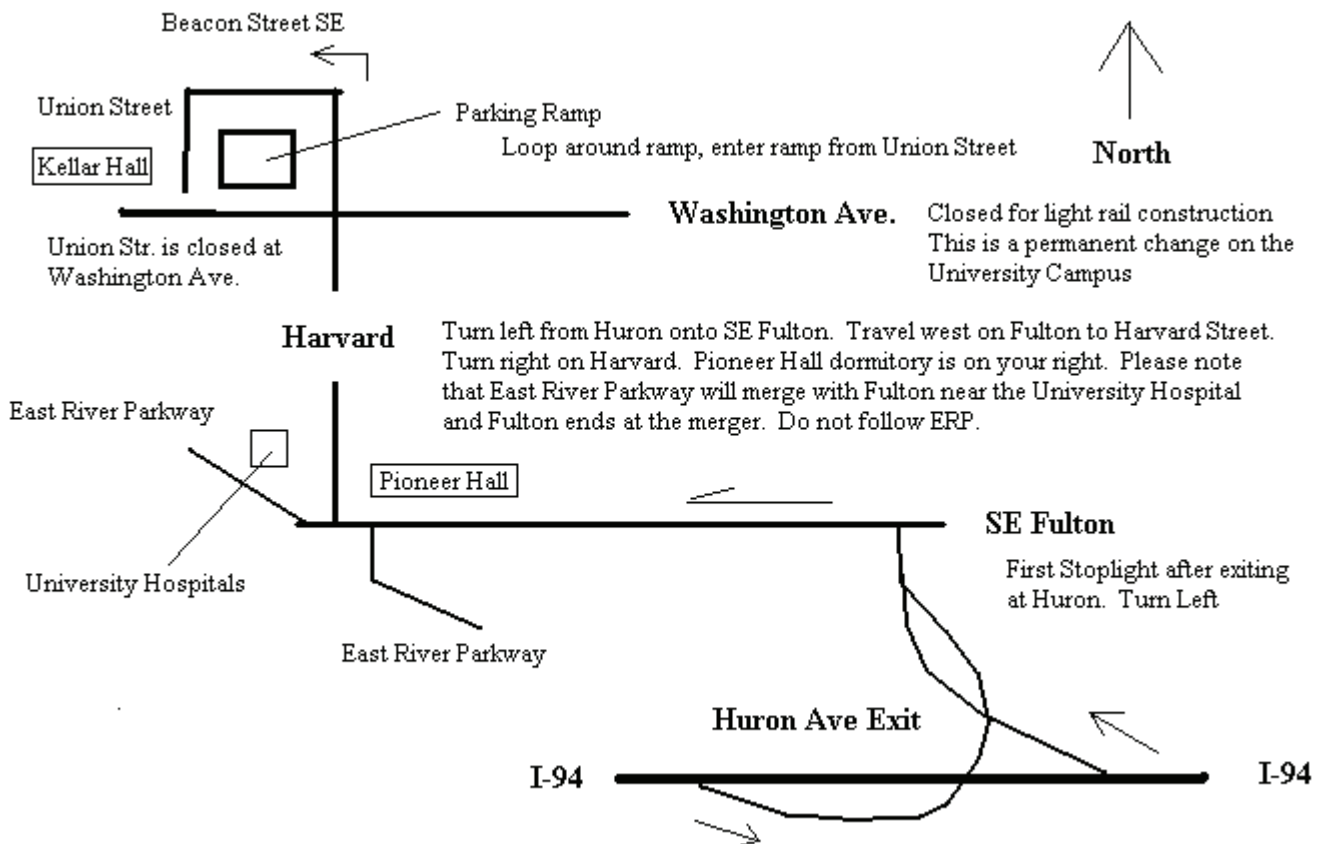 Beacon Street SE
Union Street
Parking Ramp
Loop around ramp, enter ramp from Union Street
North
Kellar Hall
Washington Ave.
Closed for light rail construction
This is a permanent change on the
University Campus
Union Str. is closed at
Washington Ave.
Harvard
Turn left from Huron onto SE Fulton. Travel west on Fulton to Harvard Street.
Turn right on Harvard. Pioneer Hall dormitory is on your right. Please note
that East River Parkway will merge with Fulton near the University Hospital
and Fulton ends at the merger. Do not follow ERP.
East River Parkway
Pioneer Hall
SE Fulton
University Hospitals
First Stoplight after exiting
at Huron. Turn Left
East River Parkway
Huron Ave Exit
I-94
I-94